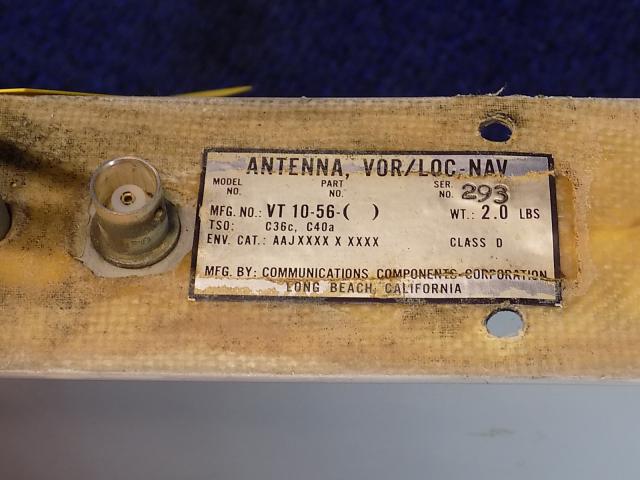 ANTENNA, VOR/LOC-NAV
MODEL NO. PART NO. SER. NO. 293
MFG. NO.: VT 10-56-( ) WT.: 2.0 LBS
TSO: C36c, C40a
ENV. CAT.: AAJXXXX X XXXX CLASS D
MFG. BY: COMMUNICATIONS COMPONENTS CORPORATION
LONG BEACH, CALIFORNIA